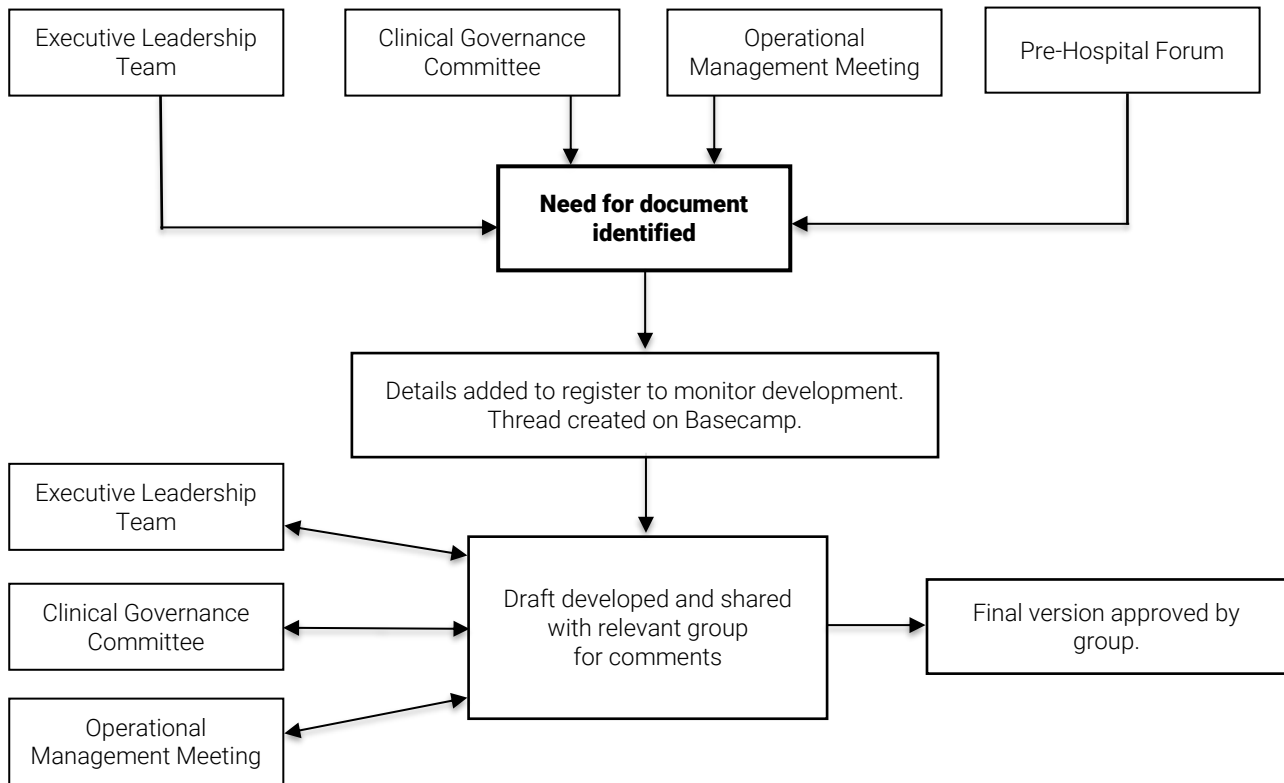 Executive Leadership
Team
Clinical Governance
Committee
Operational
Management Meeting
Pre-Hospital Forum
Need for document
identified
Details added to register to monitor development.
Thread created on Basecamp.
Executive Leadership
Team
Clinical Governance
Committee
Operational
Management Meeting
Draft developed and shared
with relevant group
for comments
Final version approved by
group.